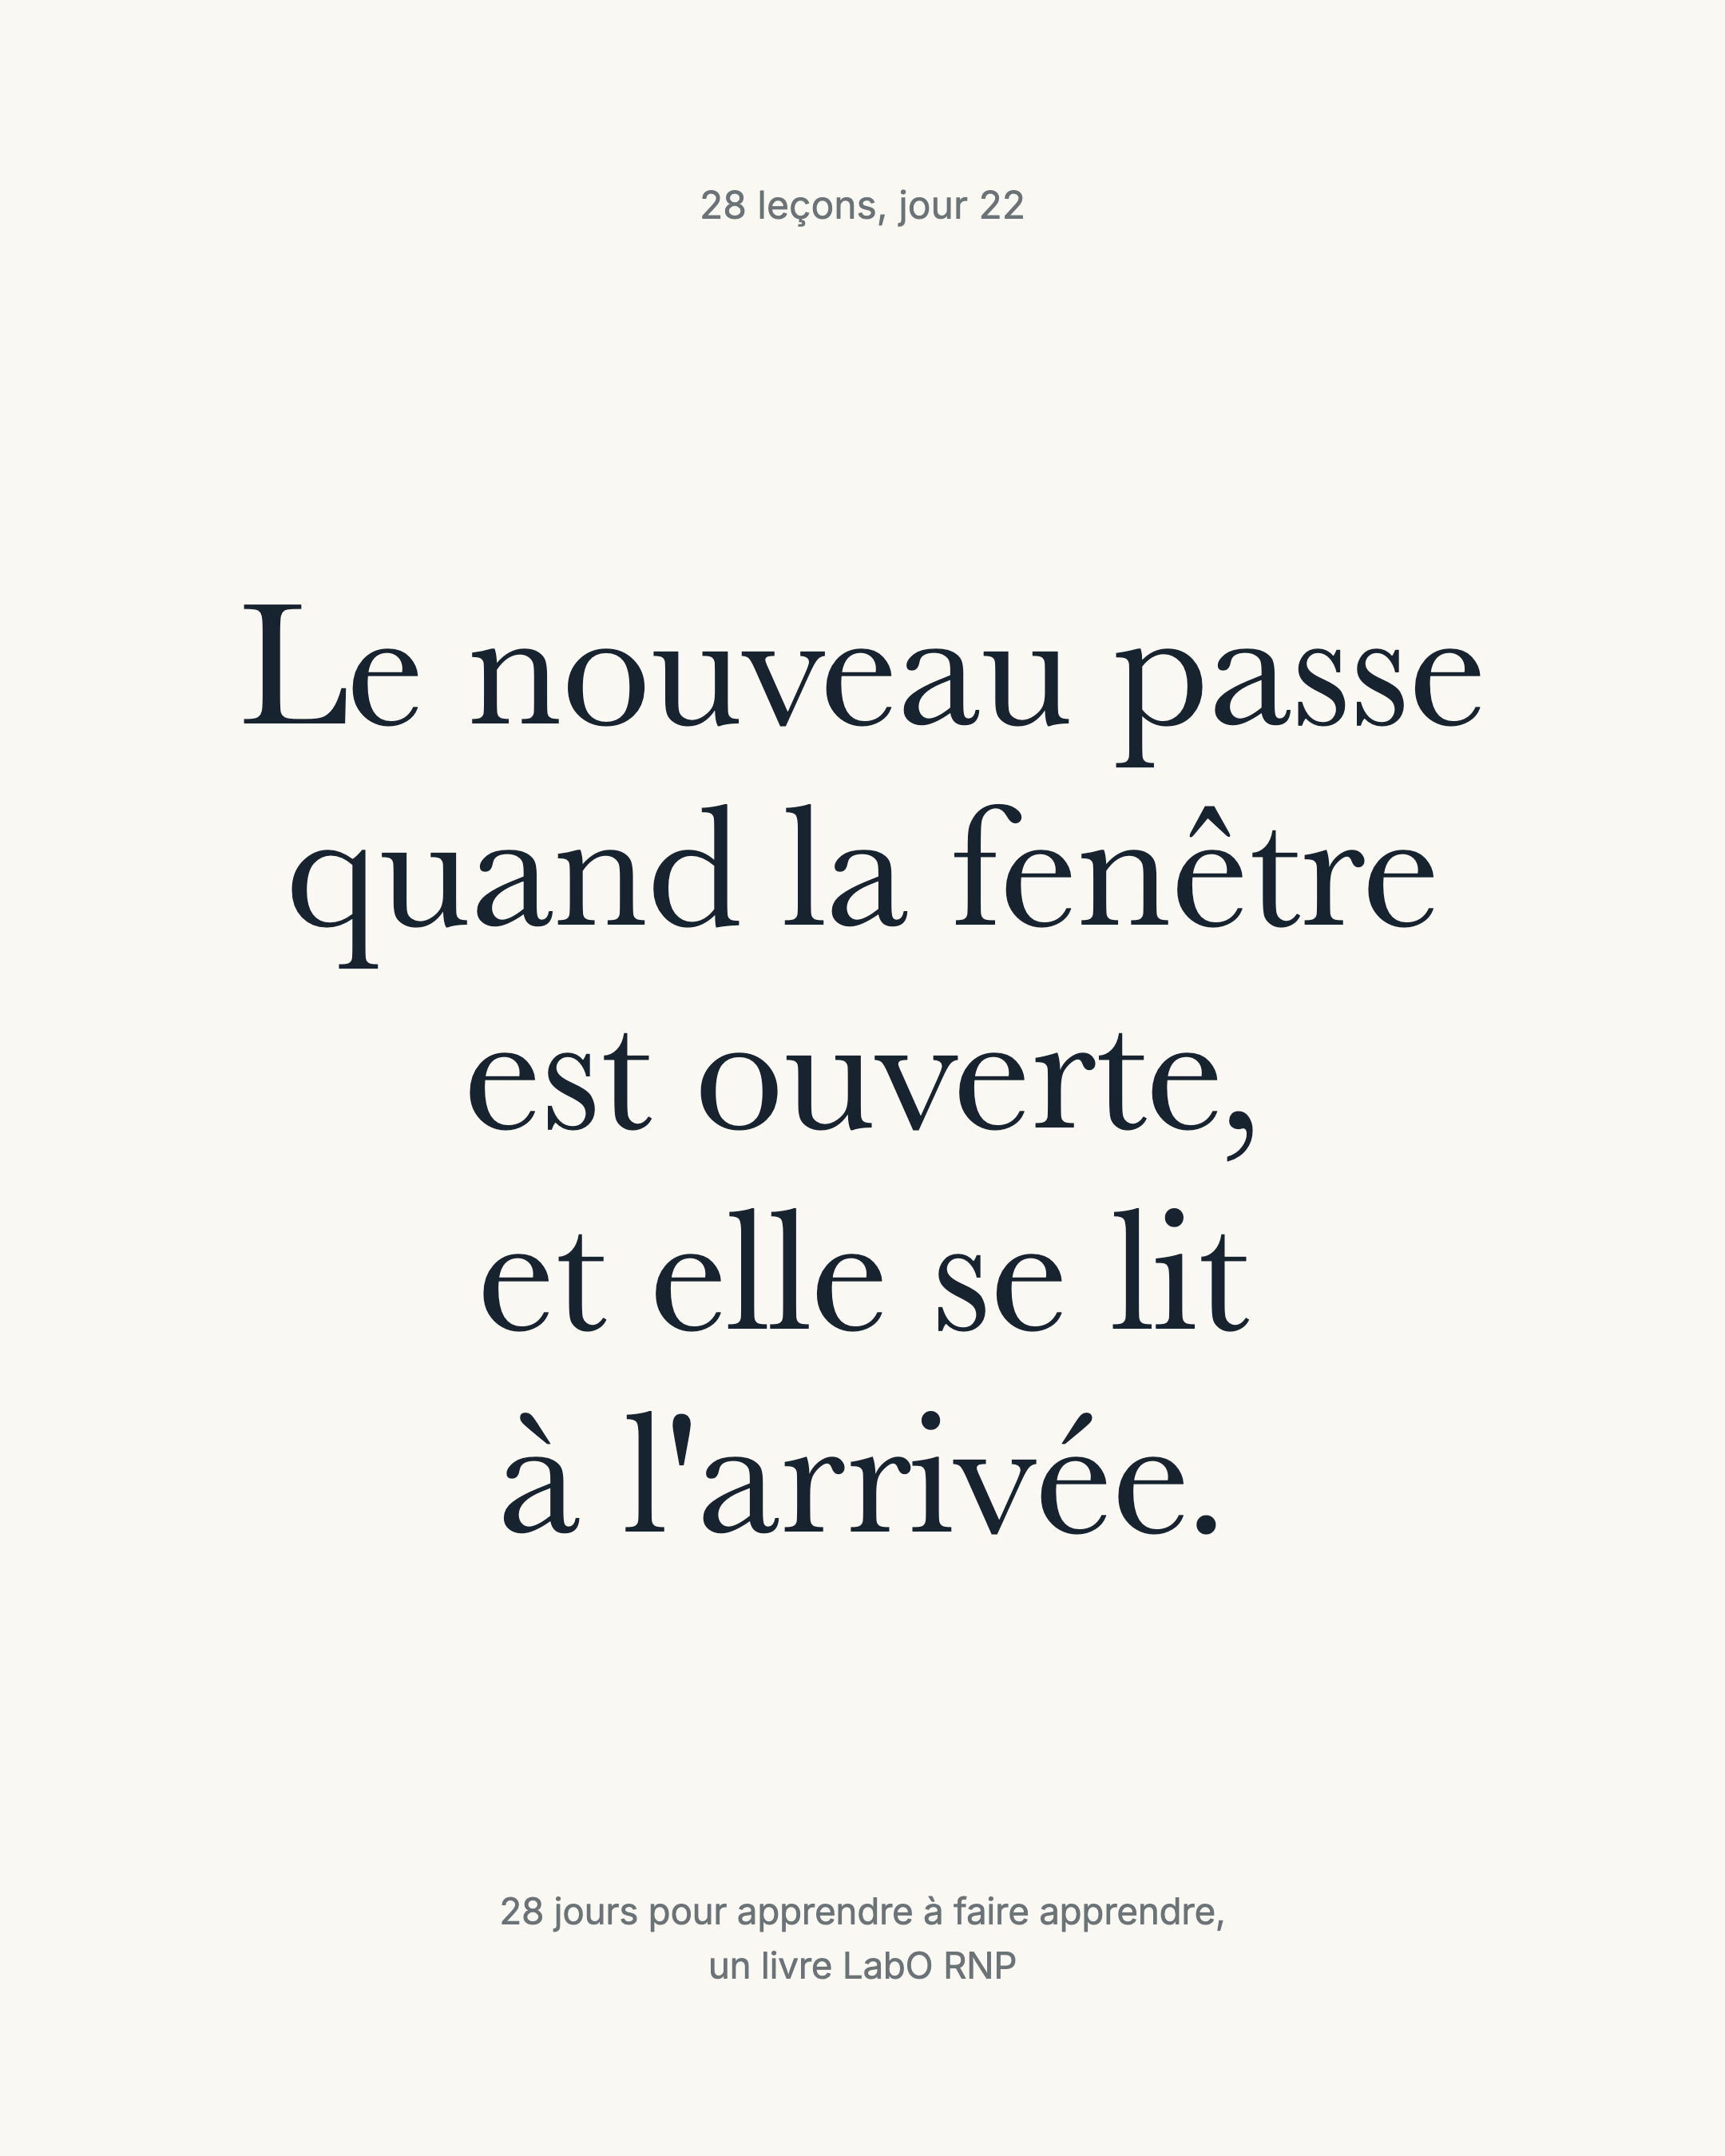 28 leçons, jour 22
Le nouveau passe
quand la fenêtre
est ouverte,
et elle se lit
à l'arrivée.
28 jours pour apprendre à faire apprendre,
un livre LabO RNP